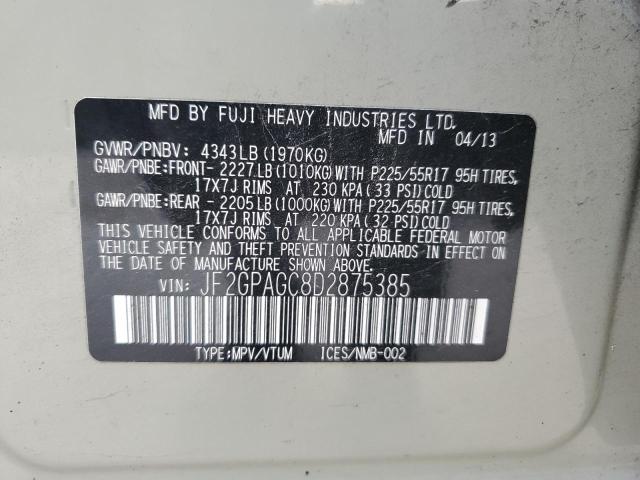 MFD BY FUJI HEAVY INDUSTRIES LTD.
MFD IN 04/13
GVWR/PNBV: 4343LB(1970KG)
GAWR/PNBE:FRONT- 2227LB(1010KG)WITH P225/55R17 95H TIRES,
17X7J RIMS AT 230 KPA(33 PSI)COLD
GAWR/PNBE:REAR - 2205LB(1000KG)WITH P225/55R17 95H TIRES,
17X7J RIMS AT 220 KPA(32 PSI)COLD
THIS VEHICLE CONFORMS TO ALL APPLICABLE FEDERAL MOTOR
VEHICLE SAFETY AND THEFT PREVENTION STANDARDS IN EFFECT
ON THE DATE OF MANUFACTURE SHOWN ABOVE.
VIN: JF2GPAGC8D2875385
TYPE:MPV/VTUM ICES/NMB-002